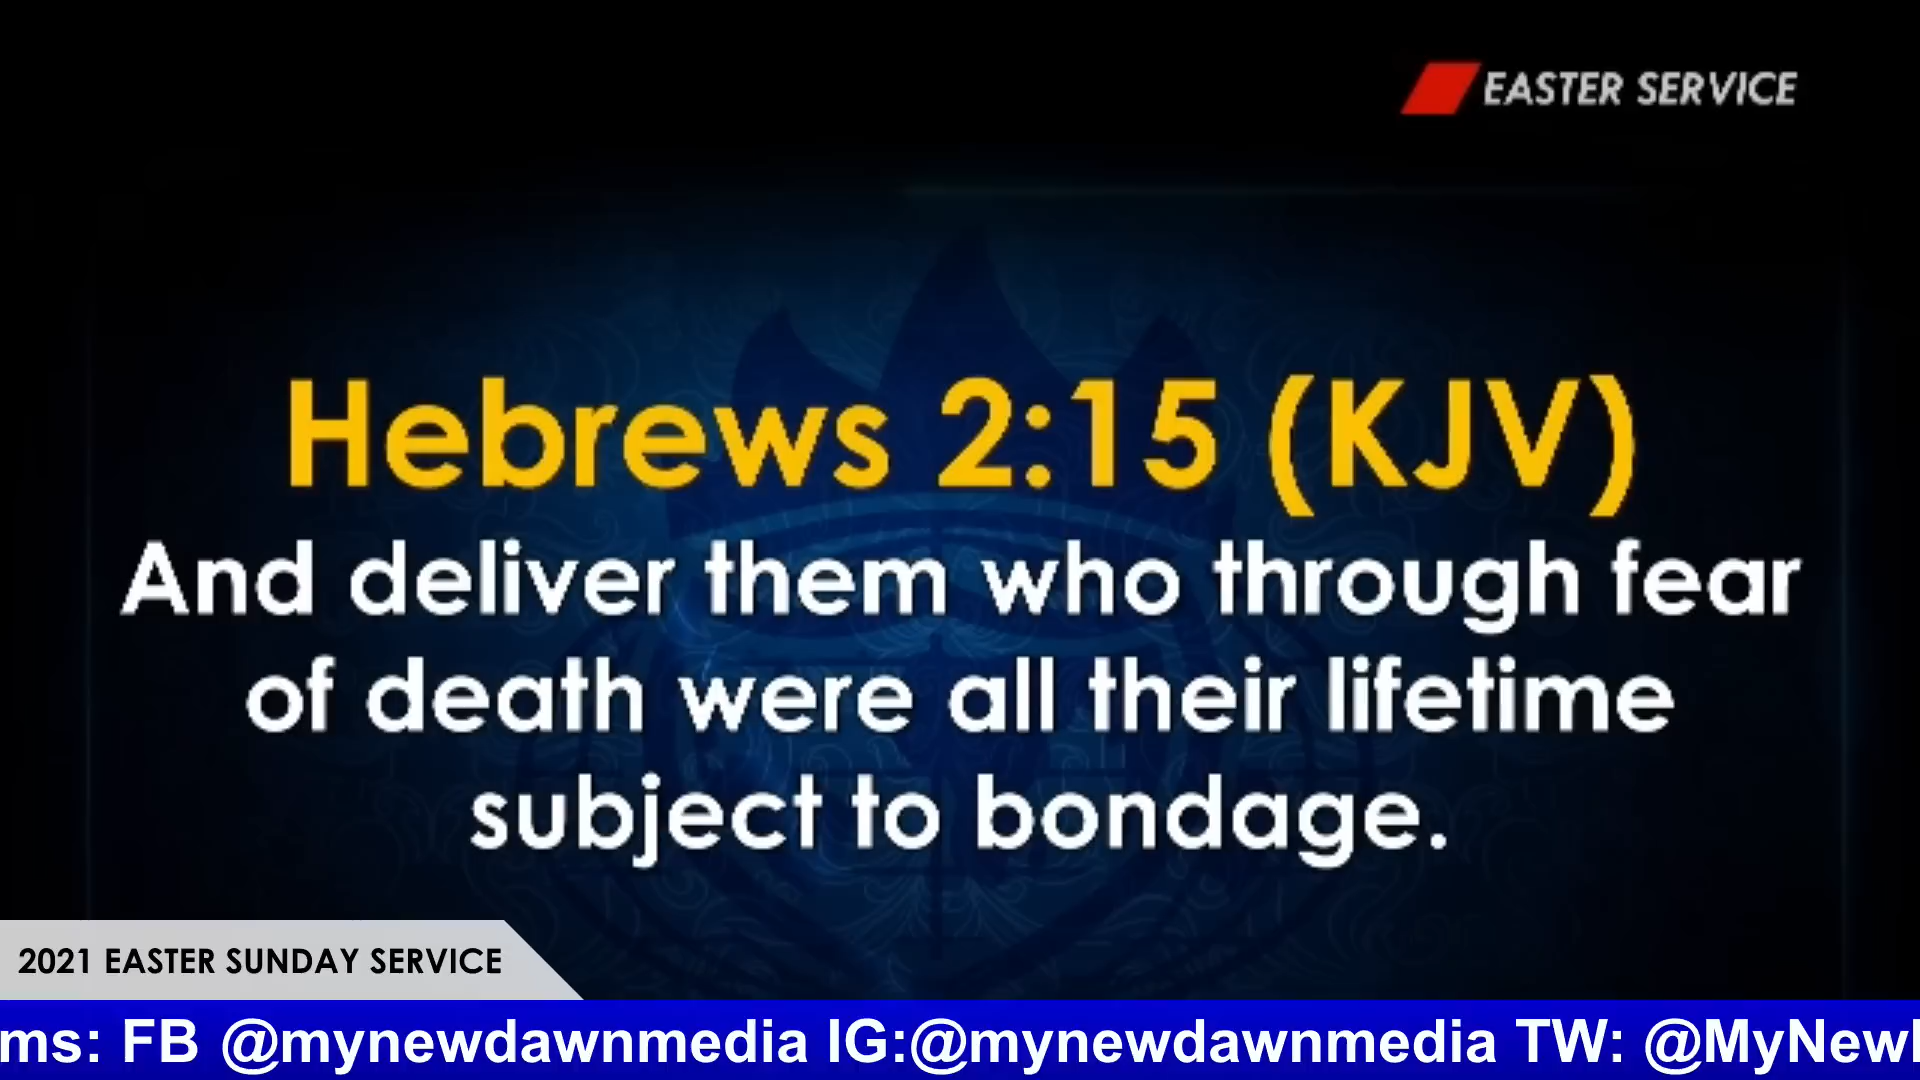 EASTER SERVICE
Hebrews 2:15 (KJV)
And deliver them who through fear
of death were all their lifetime
subject to bondage.
2021 EASTER SUNDAY SERVICE
ms: FB @mynewdawnmedia IG:@mynewdawnmedia TW: @MyNew